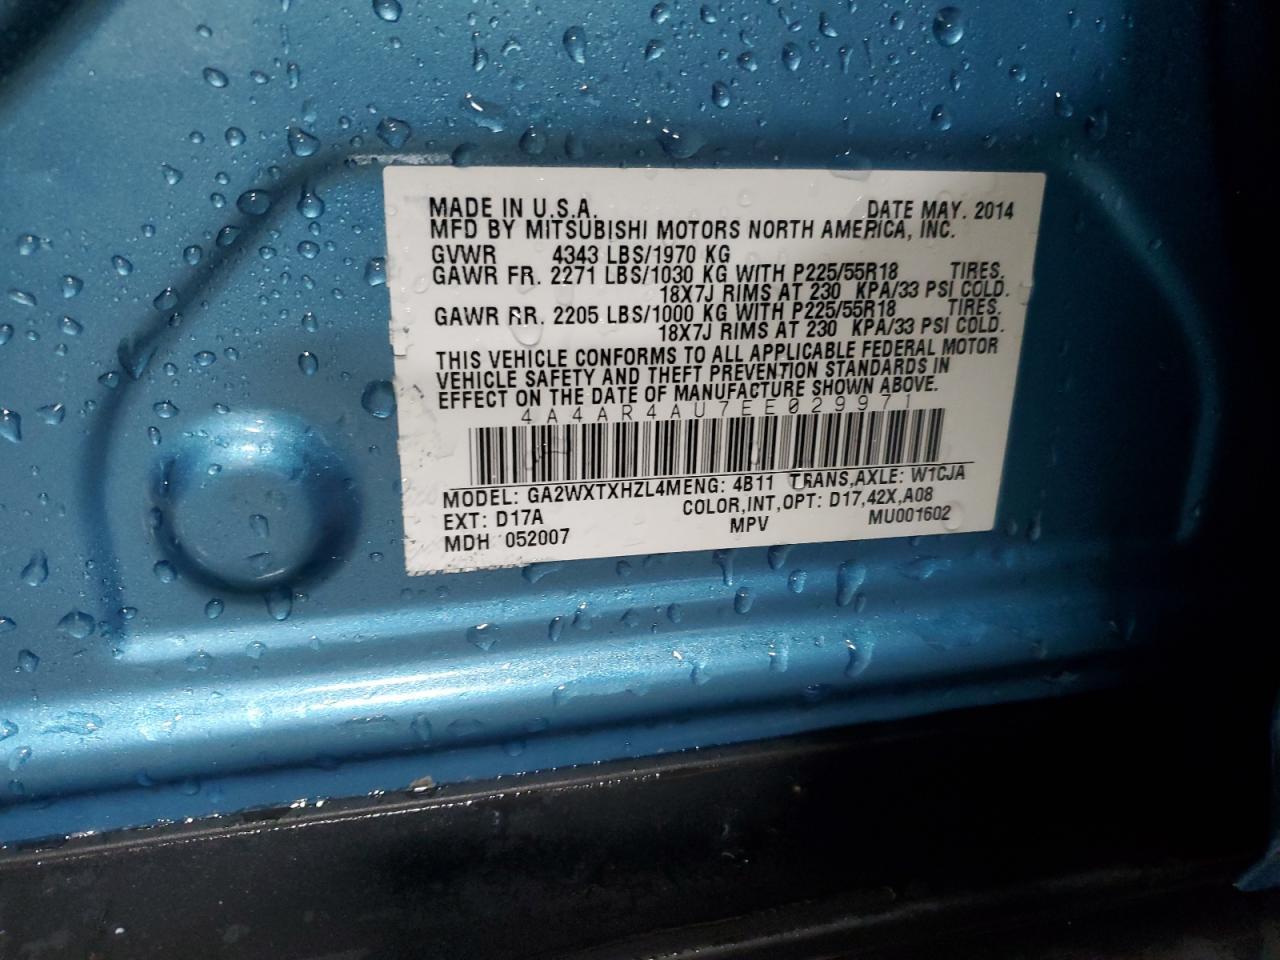 MADE IN U.S.A. DATE MAY. 2014
MFD BY MITSUBISHI MOTORS NORTH AMERICA, INC.
GVWR 4343 LBS/1970 KG
GAWR FR. 2271 LBS/1030 KG WITH P225/55R18 TIRES.
18X7J RIMS AT 230 KPA/33 PSI COLD.
GAWR RR. 2205 LBS/1000 KG WITH P225/55R18 TIRES.
18X7J RIMS AT 230 KPA/33 PSI COLD.
THIS VEHICLE CONFORMS TO ALL APPLICABLE FEDERAL MOTOR
VEHICLE SAFETY AND THEFT PREVENTION STANDARDS IN
EFFECT ON THE DATE OF MANUFACTURE SHOWN ABOVE.
4A4AR4AU7EE029971
MODEL: GA2WXTXHZL4MENG: 4B11 TRANS,AXLE: W1CJA
EXT: D17A COLOR,INT,OPT: D17,42X,A08
MDH 052007 MPV MU001602